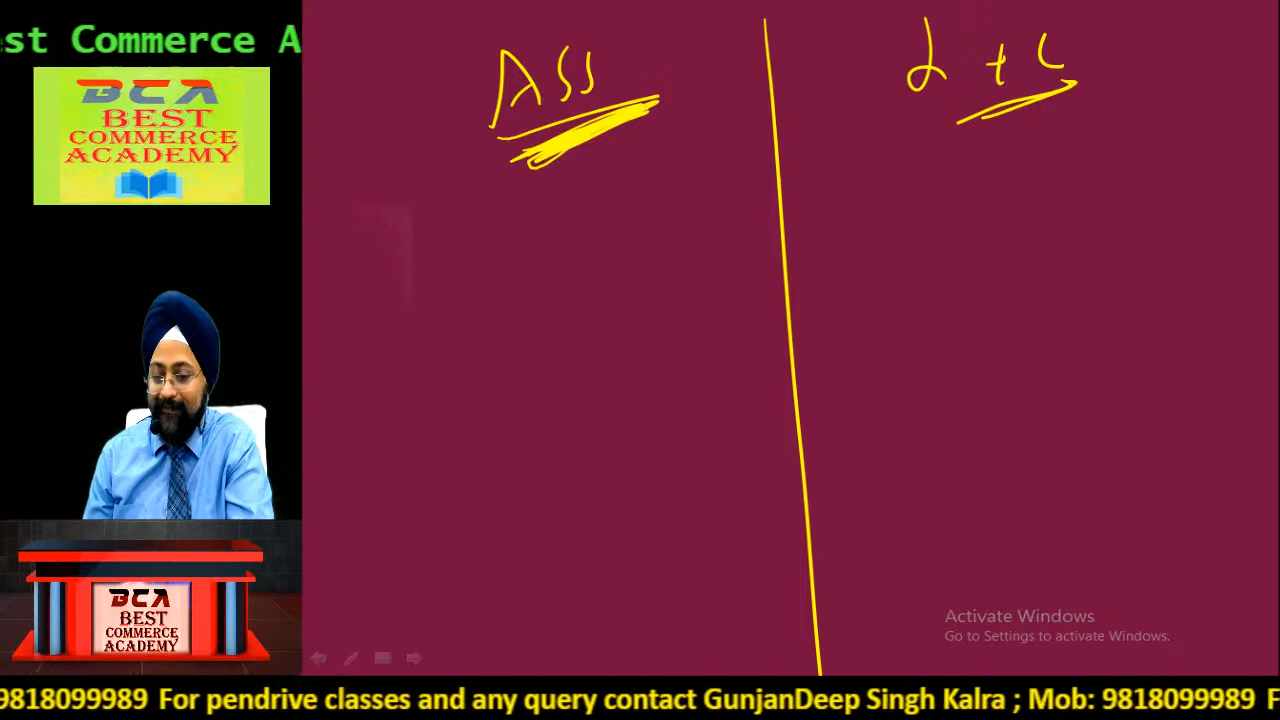 est Commerce A
BCA
BEST
COMMERCE
ACADEMY
Ass
L + C
BCA
BEST
COMMERCE
ACADEMY
Activate Windows
Go to Settings to activate Windows.
9818099989 For pendrive classes and any query contact GunjanDeep Singh Kalra ; Mob: 9818099989 F